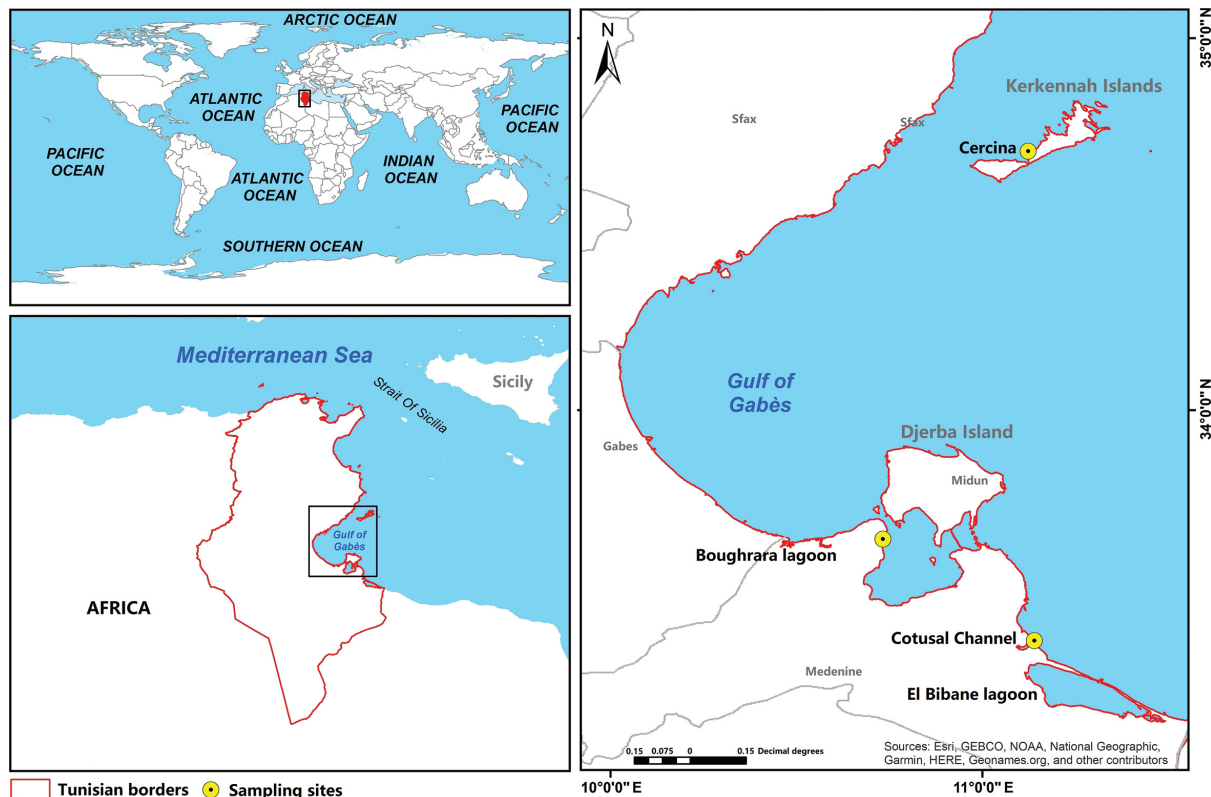 ARCTIC OCEAN
ATLANTIC
OCEAN
PACIFIC
OCEAN
PACIFIC
OCEAN
INDIAN
OCEAN
ATLANTIC
OCEAN
SOUTHERN OCEAN
Mediterranean Sea
Strait Of Sicilia
Sicily
Gulf of
Gabès
AFRICA
Tunisian borders
Sampling sites
N
Kerkennah Islands
Sfax
Sfax
Cercina
Gulf of
Gabès
Djerba Island
Gabes
Midun
Boughrara lagoon
Cotusal Channel
Medenine
El Bibane lagoon
0.15 0.075 0 0.15 Decimal degrees
Sources: Esri, GEBCO, NOAA, National Geographic,
Garmin, HERE, Geonames.org, and other contributors
35°0'0"N
34°0'0"N
10°0'0"E
11°0'0"E